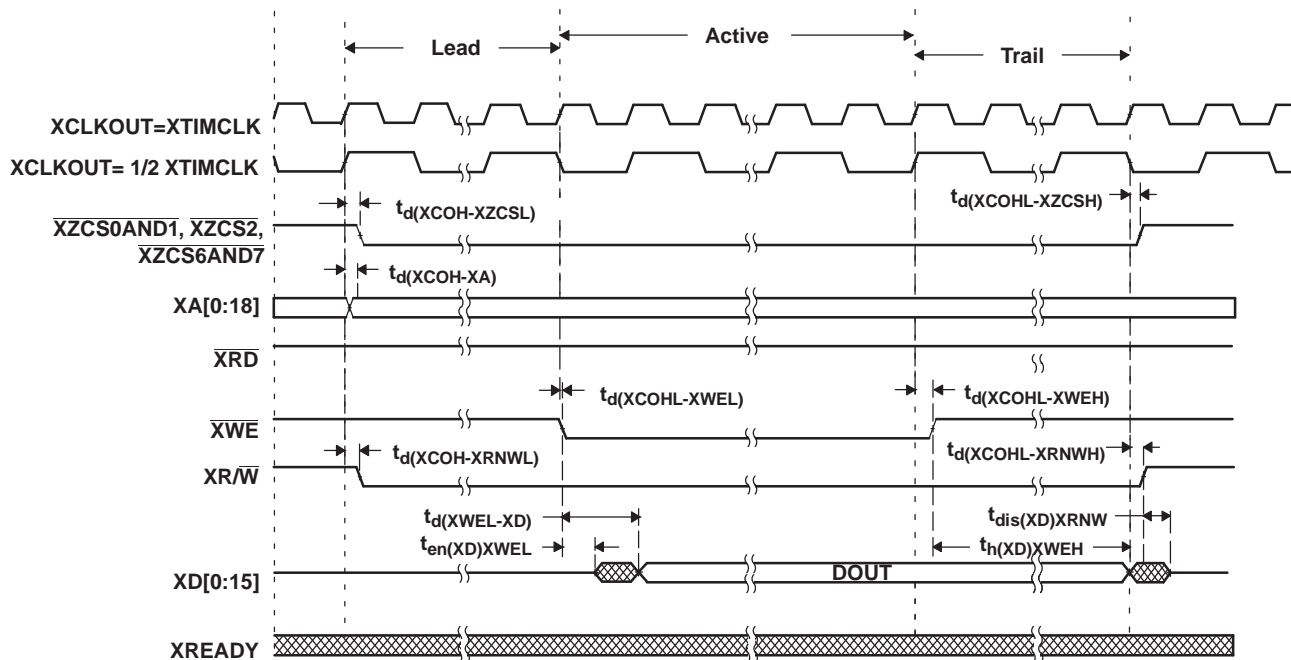 Lead
Active
Trail
XCLKOUT=XTIMCLK
XCLKOUT= 1/2 XTIMCLK
td(XCOH-XZCSL)
td(XCOHL-XZCSH)
XZCS0AND1, XZCS2,
XZCS6AND7
td(XCOH-XA)
XA[0:18]
XRD
td(XCOHL-XWEL)
td(XCOHL-XWEH)
XWE
td(XCOH-XRNWL)
td(XCOHL-XRNWH)
XR/W
td(XWEL-XD)
tdis(XD)XRNW
ten(XD)XWEL
th(XD)XWEH
XD[0:15]
DOUT
XREADY